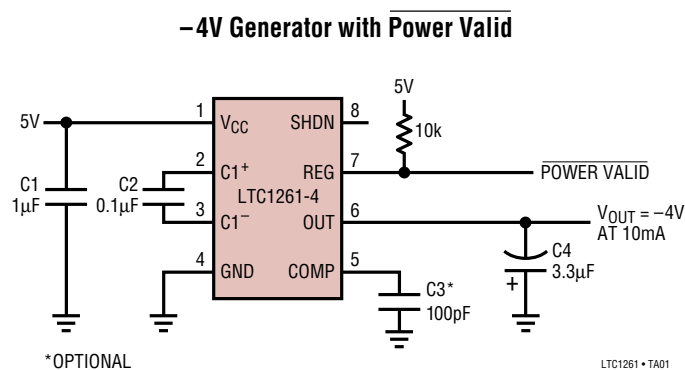 –4V Generator with Power Valid
5V
5V
1
VCC
SHDN
8
10k
2
C1+
REG
7
POWER VALID
C1
1µF
C2
0.1µF
LTC1261-4
3
C1–
OUT
6
VOUT = –4V
AT 10mA
4
GND
COMP
5
C4
3.3µF
+
C3*
100pF
*OPTIONAL
LTC1261 • TA01